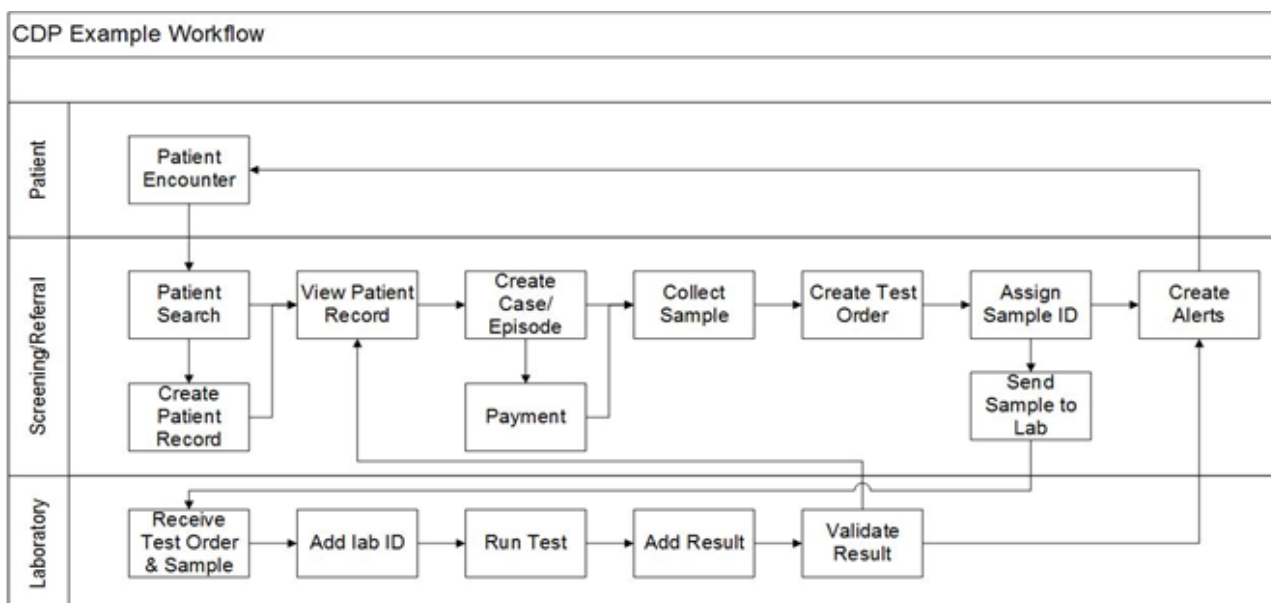 CDP Example Workflow
Patient
Patient
Encounter
Screening/Referral
Patient
Search
View Patient
Record
Create
Case/
Episode
Collect
Sample
Create Test
Order
Assign
Sample ID
Create
Alerts
Create
Patient
Record
Payment
Send
Sample to
Lab
Laboratory
Receive
Test Order
& Sample
Add lab ID
Run Test
Add Result
Validate
Result